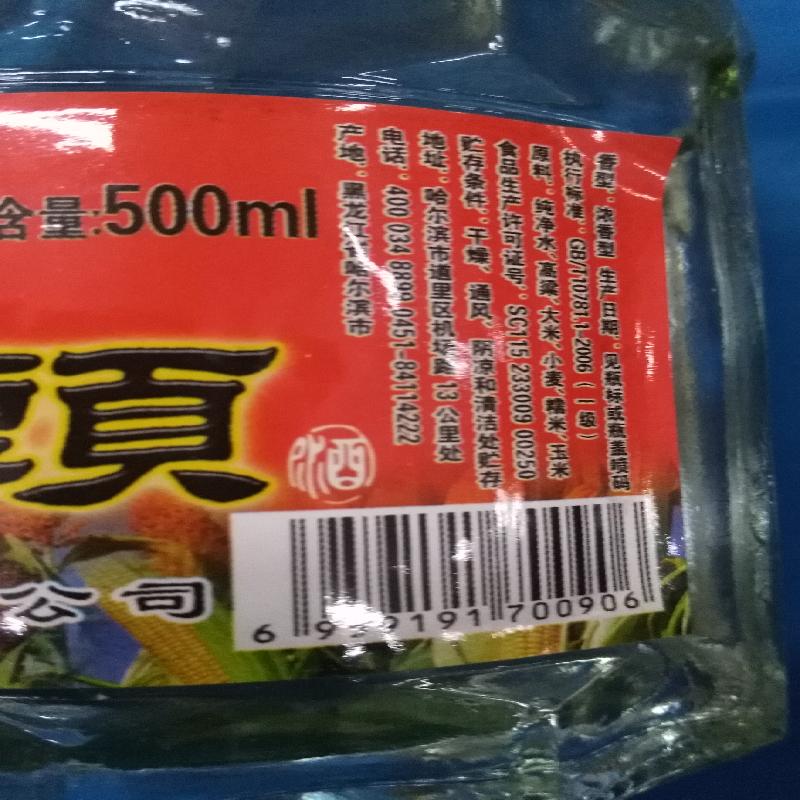 含量:500ml
頭
公司
酒
香型：浓香型 生产日期：见瓶标或瓶盖喷码
执行标准：GB/T10781.1-2006（一级）
原料：纯净水、高粱、大米、小麦、糯米、玉米
食品生产许可证号：SC115 233009 00250
贮存条件：干燥、通风、阴凉和清洁处贮存
地址：哈尔滨市道里区机场路13公里处
电话：400 034 8899 0451-84114222
产地：黑龙江省哈尔滨市
700906